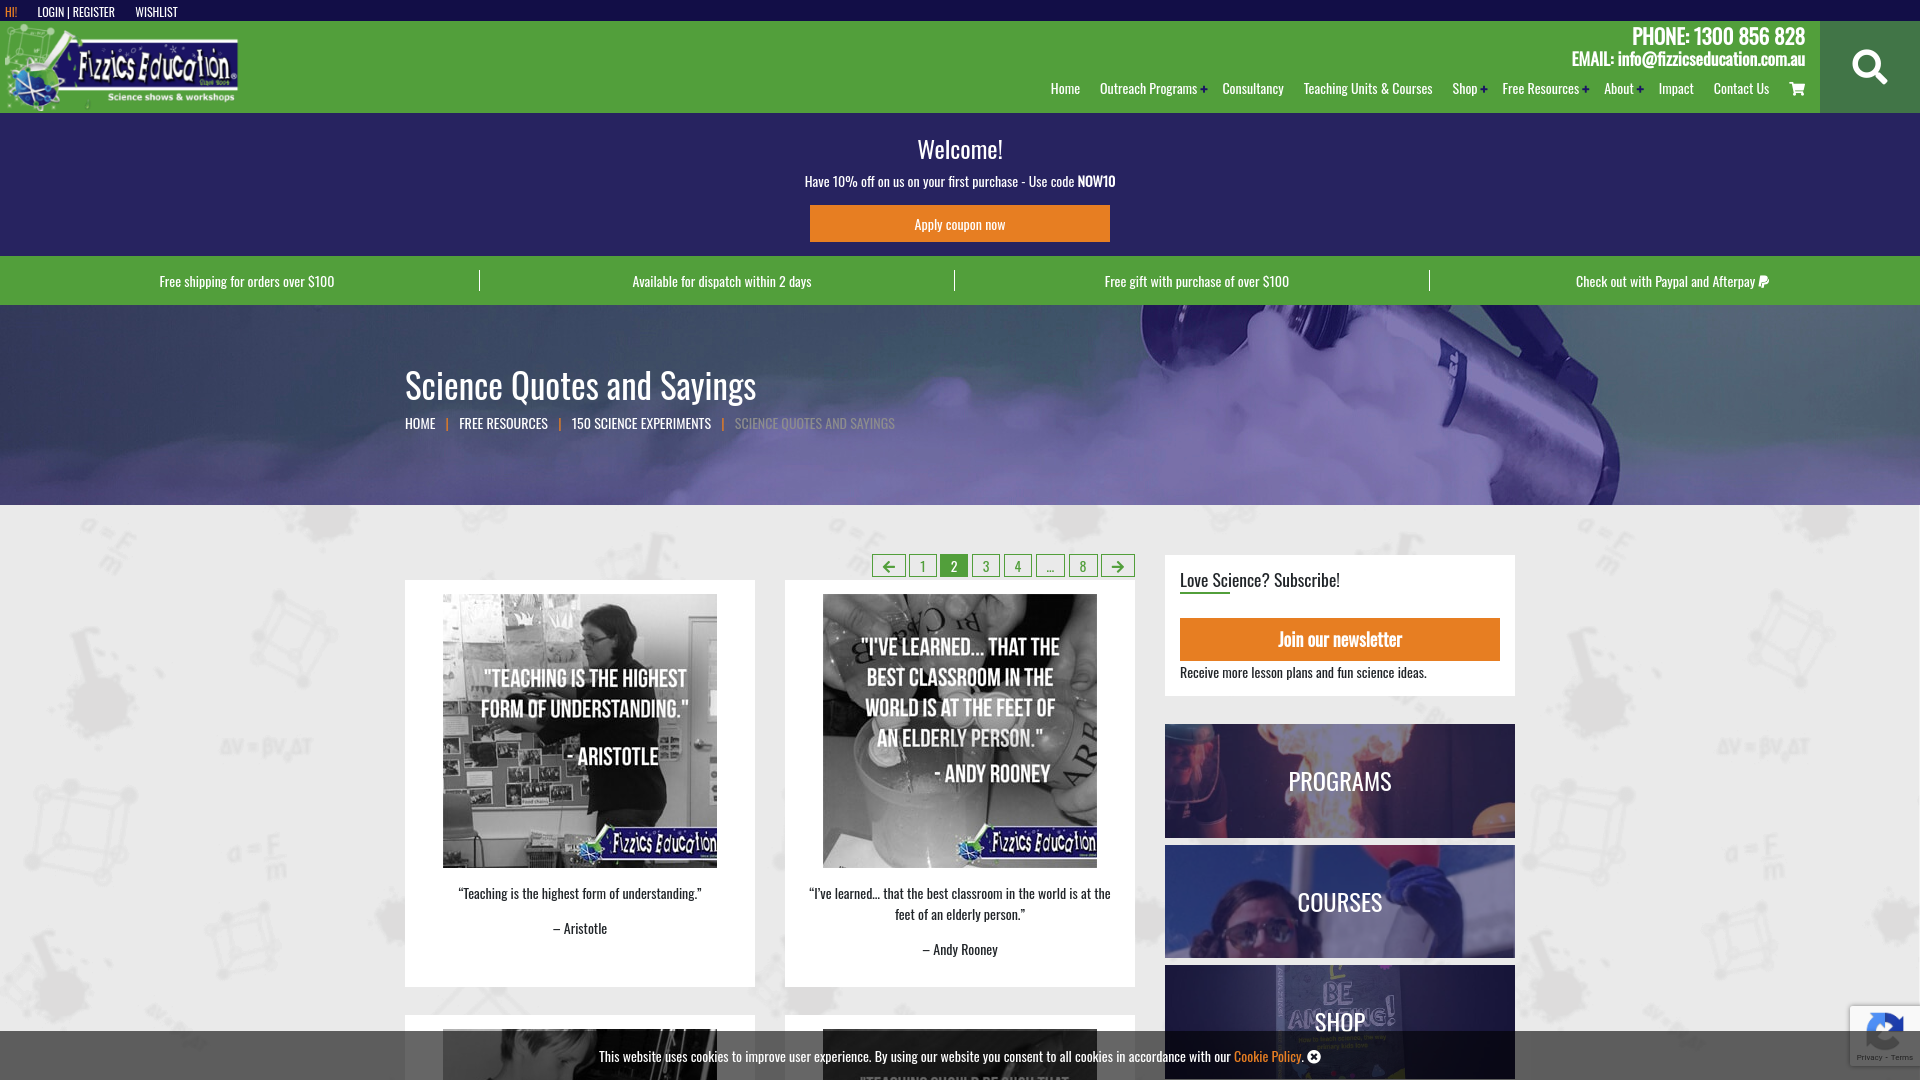 HI!
LOGIN | REGISTER
WISHLIST
Fizzics Education®
Science shows & workshops
PHONE: 1300 856 828
EMAIL: info@fizzicseducation.com.au
Home
Outreach Programs +
Consultancy
Teaching Units & Courses
Shop +
Free Resources +
About +
Impact
Contact Us
Welcome!
Have 10% off on us on your first purchase - Use code NOW10
Apply coupon now
Free shipping for orders over $100
Available for dispatch within 2 days
Free gift with purchase of over $100
Check out with Paypal and Afterpay
Science Quotes and Sayings
HOME | FREE RESOURCES | 150 SCIENCE EXPERIMENTS | SCIENCE QUOTES AND SAYINGS
1 2 3 4 ... 8
"TEACHING IS THE HIGHEST
FORM OF UNDERSTANDING."
- ARISTOTLE
Fizzics Education
“Teaching is the highest form of understanding.”
– Aristotle
"I'VE LEARNED... THAT THE
BEST CLASSROOM IN THE
WORLD IS AT THE FEET OF
AN ELDERLY PERSON."
- ANDY ROONEY
Fizzics Education
“I’ve learned… that the best classroom in the world is at the
feet of an elderly person.”
– Andy Rooney
Love Science? Subscribe!
Join our newsletter
Receive more lesson plans and fun science ideas.
PROGRAMS
COURSES
BE
AMAZING!
SHOP
"TEACHING SHOULD BE SUCH THAT
This website uses cookies to improve user experience. By using our website you consent to all cookies in accordance with our Cookie Policy.
Privacy - Terms